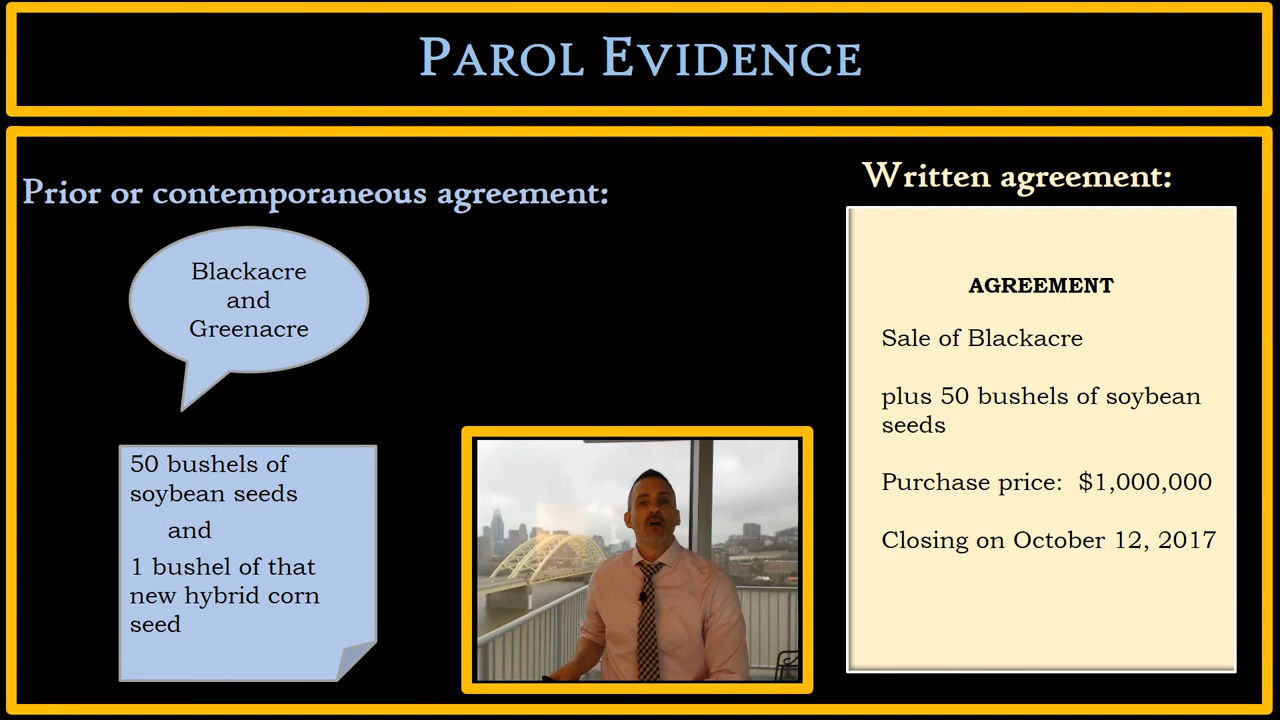 PAROL EVIDENCE
Prior or contemporaneous agreement:
Blackacre
and
Greenacre
50 bushels of
soybean seeds
and
1 bushel of that
new hybrid corn
seed
Written agreement:
AGREEMENT
Sale of Blackacre
plus 50 bushels of soybean
seeds
Purchase price: $1,000,000
Closing on October 12, 2017